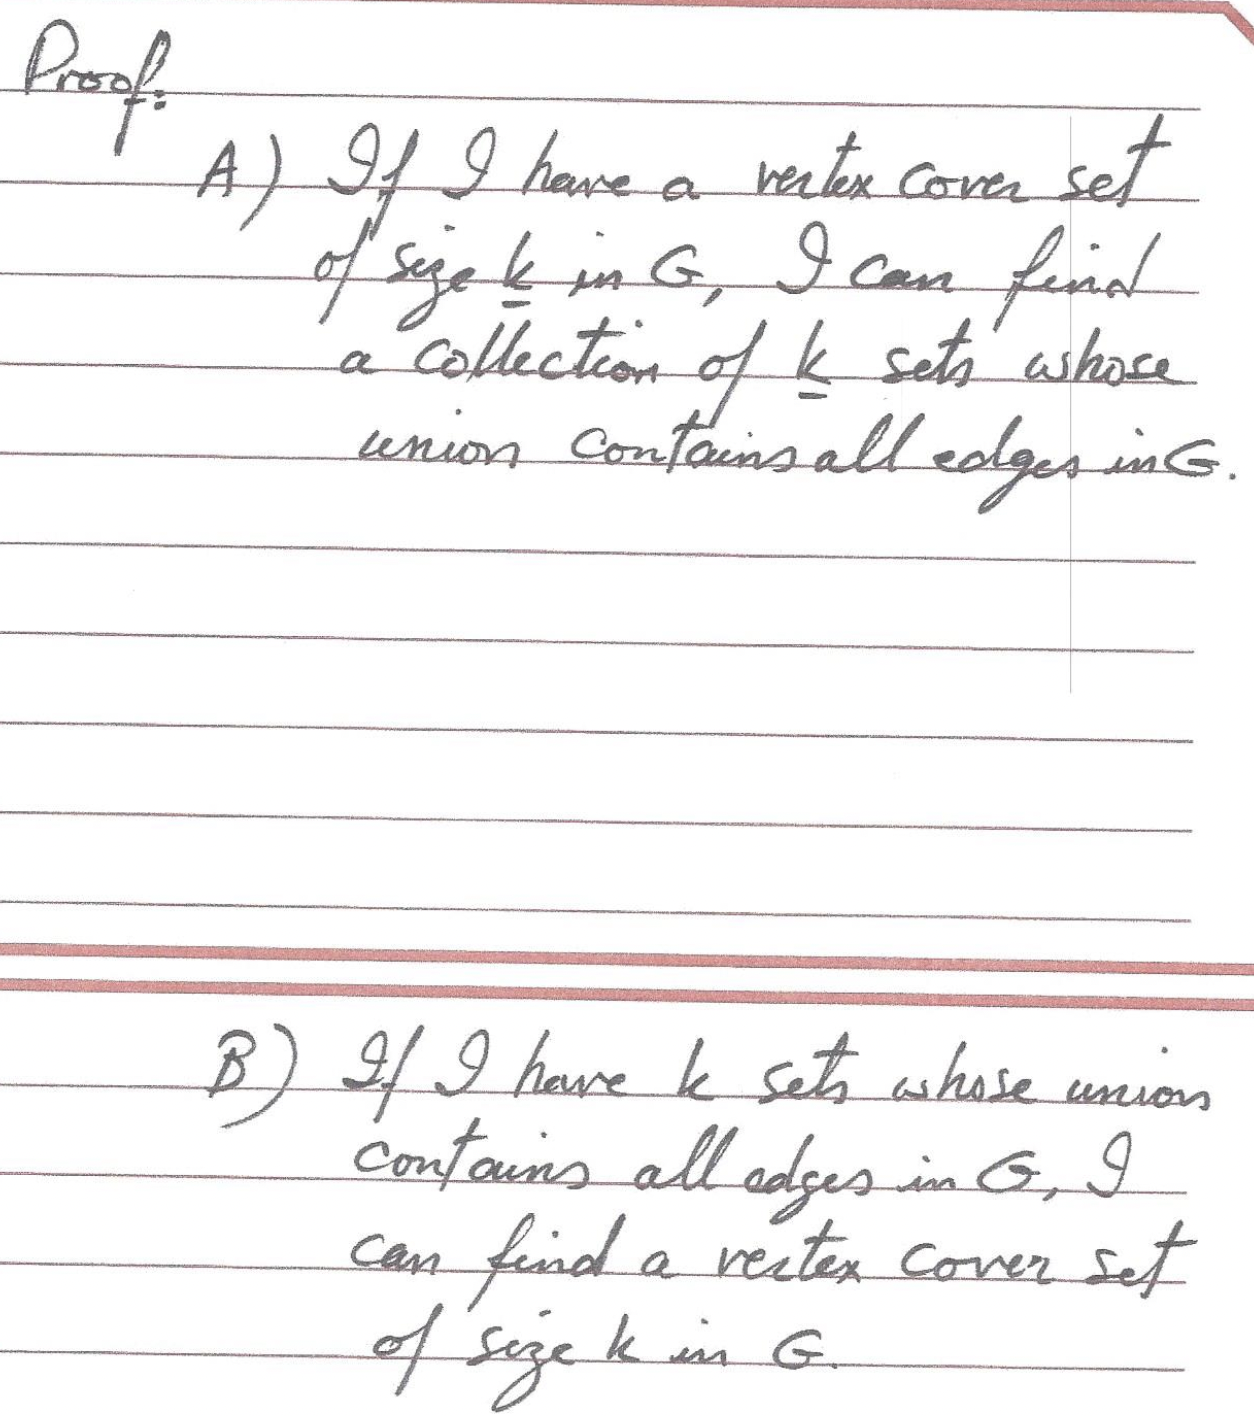 Proof:
A) If I have a vertex cover set
of size k in G, I can find
a collection of k sets whose
union contains all edges in G.
B) If I have k sets whose union
contains all edges in G, I
can find a vertex cover set
of size k in G.